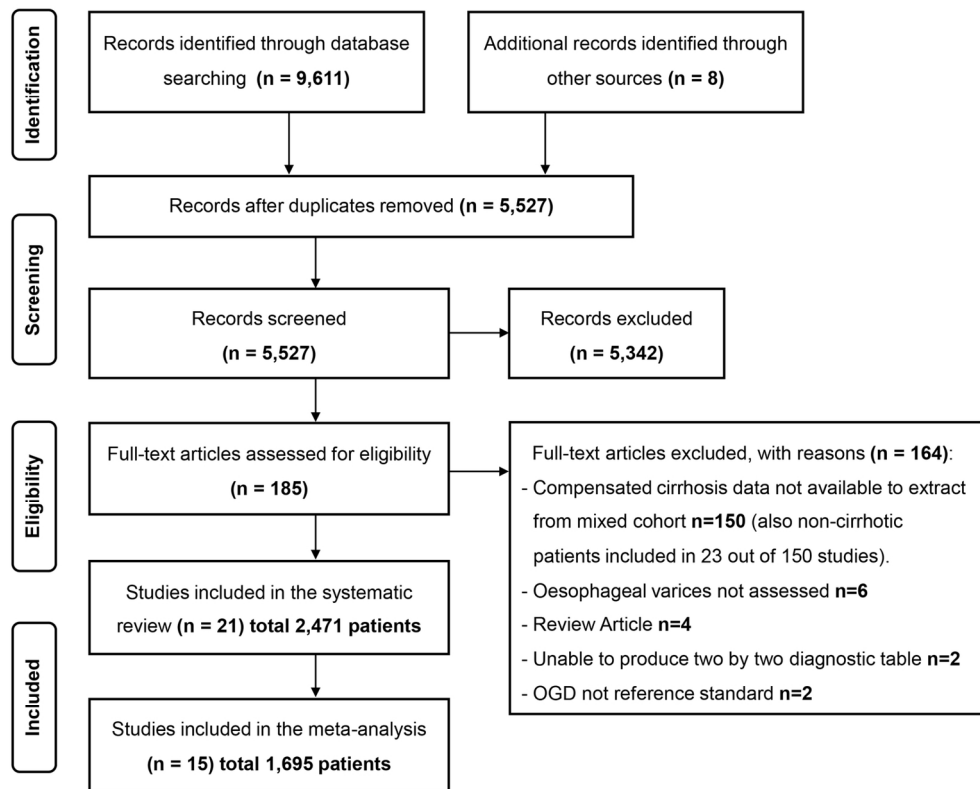 Identification
Records identified through database
searching (n = 9,611)
Additional records identified through
other sources (n = 8)
Records after duplicates removed (n = 5,527)
Screening
Records screened
(n = 5,527)
Records excluded
(n = 5,342)
Eligibility
Full-text articles assessed for eligibility
(n = 185)
Full-text articles excluded, with reasons (n = 164):
- Compensated cirrhosis data not available to extract
from mixed cohort n=150 (also non-cirrhotic
patients included in 23 out of 150 studies).
- Oesophageal varices not assessed n=6
- Review Article n=4
- Unable to produce two by two diagnostic table n=2
- OGD not reference standard n=2
Included
Studies included in the systematic
review (n = 21) total 2,471 patients
Studies included in the meta-analysis
(n = 15) total 1,695 patients